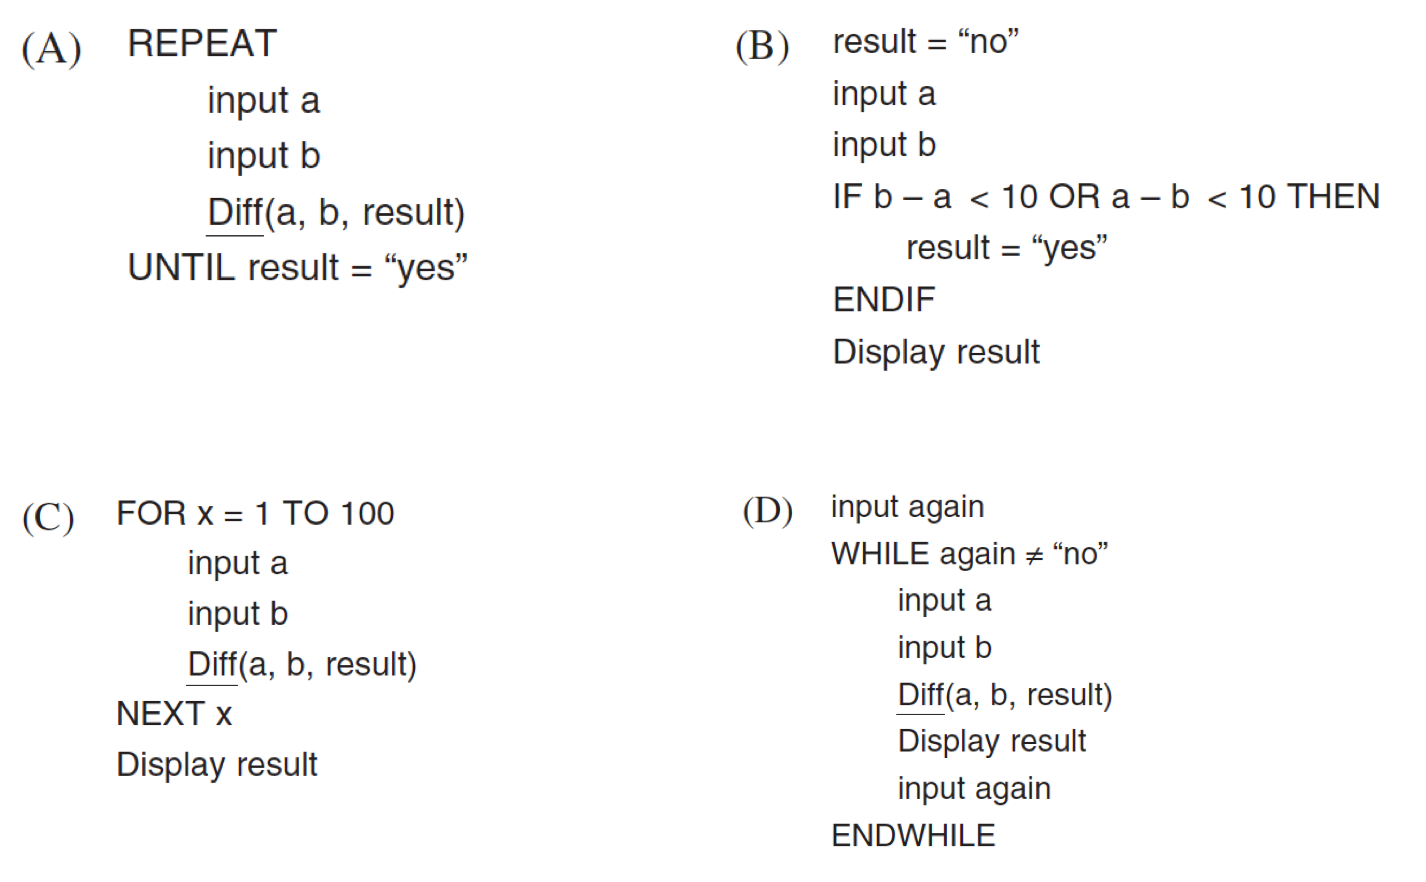 (A) REPEAT
input a
input b
Diff(a, b, result)
UNTIL result = “yes”
(B) result = “no”
input a
input b
IF b – a < 10 OR a – b < 10 THEN
result = “yes”
ENDIF
Display result
(C) FOR x = 1 TO 100
input a
input b
Diff(a, b, result)
NEXT x
Display result
(D) input again
WHILE again ≠ “no”
input a
input b
Diff(a, b, result)
Display result
input again
ENDWHILE